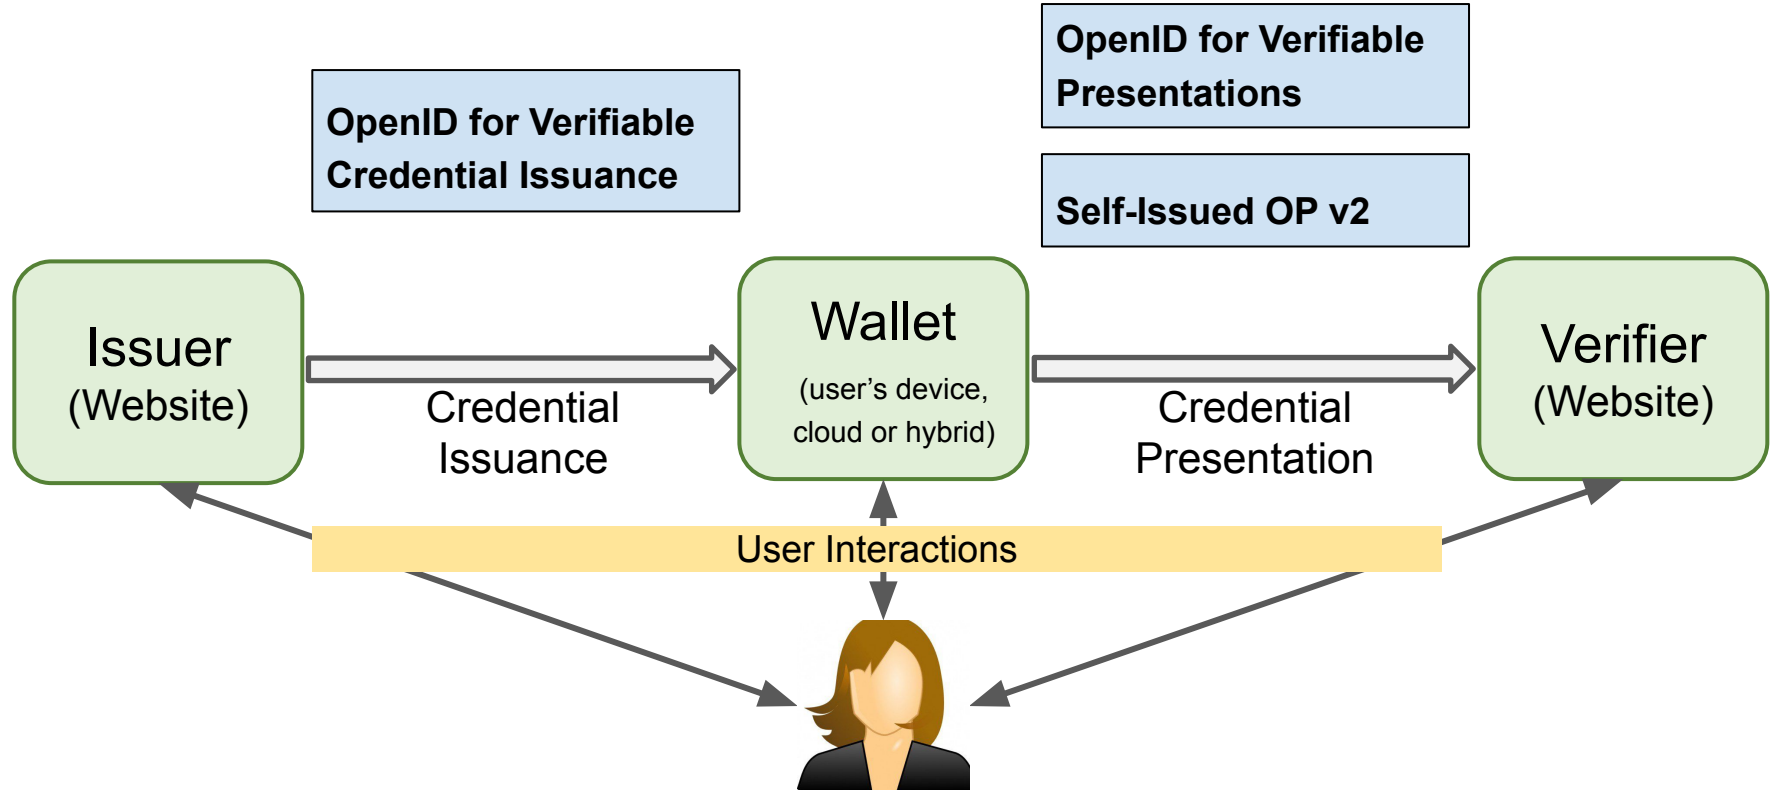 OpenID for Verifiable
Credential Issuance
OpenID for Verifiable
Presentations
Self-Issued OP v2
Issuer
(Website)
Credential
Issuance
Wallet
(user’s device,
cloud or hybrid)
Credential
Presentation
Verifier
(Website)
User Interactions